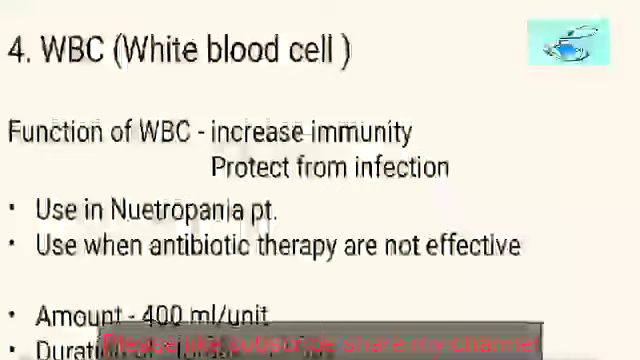 4. WBC (White blood cell )
Function of WBC - increase immunity
Protect from infection
• Use in Nuetropania pt.
• Use when antibiotic therapy are not effective
• Amount - 400 ml/unit
Please like subscribe share my channel